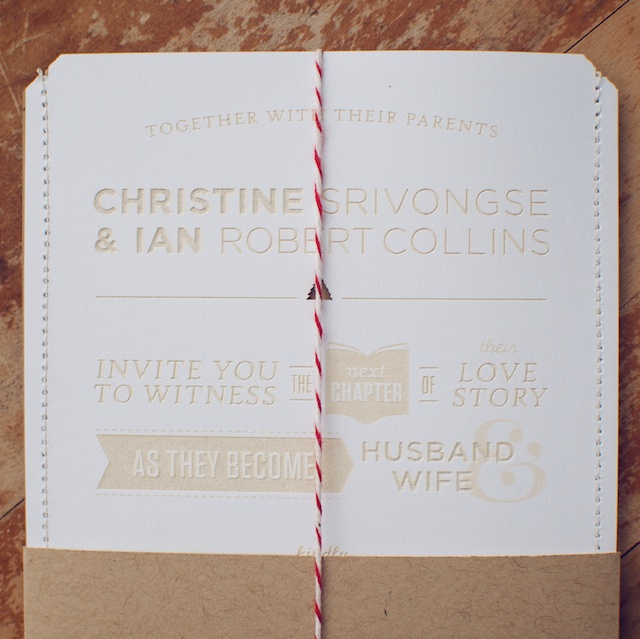 TOGETHER WITH THEIR PARENTS
CHRISTINE SRIVONGSE
& IAN ROBERT COLLINS
INVITE YOU
TO WITNESS
THE
next
CHAPTER
OF
their
LOVE
STORY
AS THEY BECOME
HUSBAND
&
WIFE
kindly